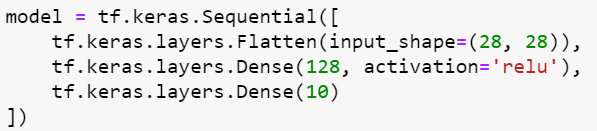 model = tf.keras.Sequential([
    tf.keras.layers.Flatten(input_shape=(28, 28)),
    tf.keras.layers.Dense(128, activation='relu'),
    tf.keras.layers.Dense(10)
])